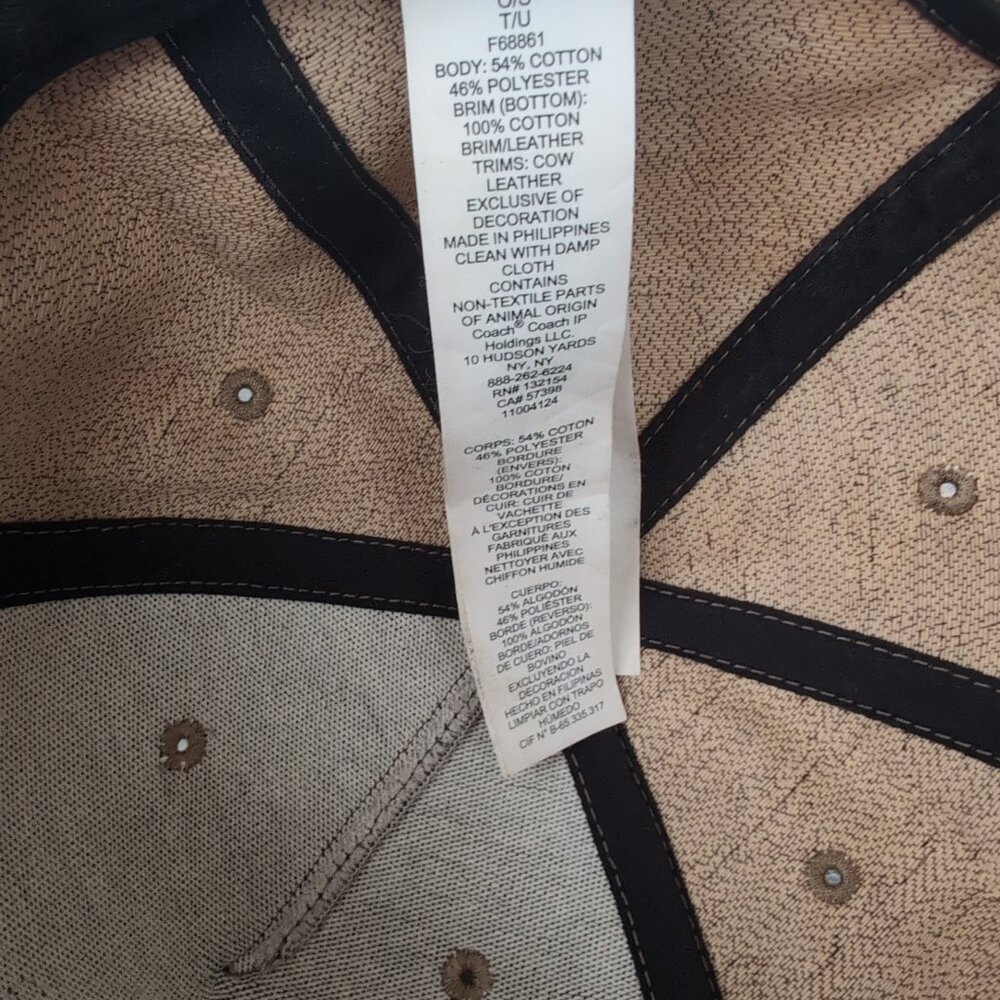 O/S
T/U
F68861
BODY: 54% COTTON
46% POLYESTER
BRIM (BOTTOM):
100% COTTON
BRIM/LEATHER
TRIMS: COW
LEATHER
EXCLUSIVE OF
DECORATION
MADE IN PHILIPPINES
CLEAN WITH DAMP
CLOTH
CONTAINS
NON-TEXTILE PARTS
OF ANIMAL ORIGIN
Coach® Coach IP
Holdings LLC.
10 HUDSON YARDS
NY, NY
888-262-6224
RN# 132154
CA# 57398
11004124
CORPS: 54% COTON
46% POLYESTER
BORDURE
(ENVERS):
100% COTON
BORDURE/
DÉCORATIONS EN
CUIR: CUIR DE
VACHETTE
À L'EXCEPTION DES
GARNITURES
FABRIQUÉ AUX
PHILIPPINES
NETTOYER AVEC
CHIFFON HUMIDE
CUERPO:
54% ALGODÓN
46% POLIÉSTER
BORDE (REVERSO):
100% ALGODÓN
BORDE/ADORNOS
DE CUERO: PIEL DE
BOVINO
EXCLUYENDO LA
DECORACIÓN
HECHO EN FILIPINAS
LIMPIAR CON TRAPO
HÚMEDO
CIF N° B-65.335.317